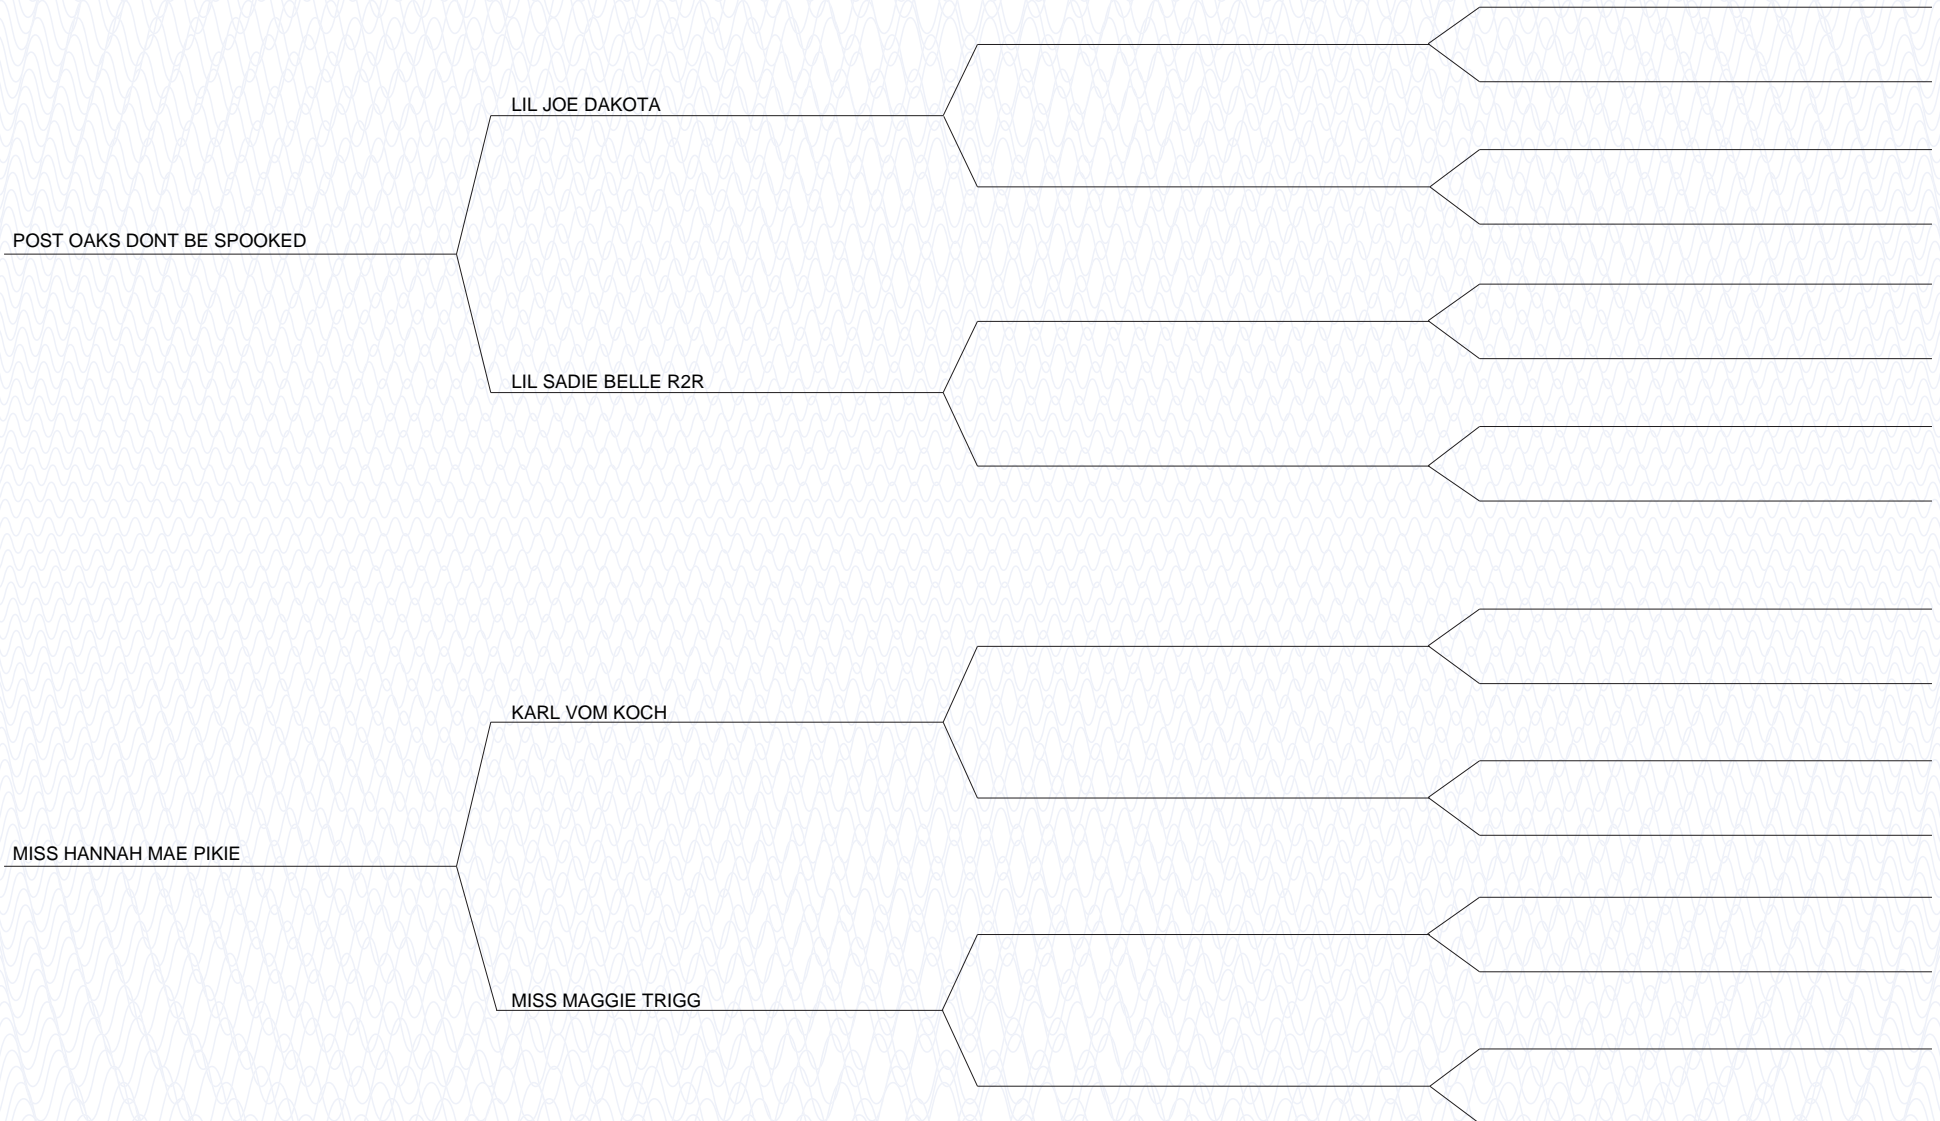 LIL JOE DAKOTA
POST OAKS DONT BE SPOOKED
LIL SADIE BELLE R2R
KARL VOM KOCH
MISS HANNAH MAE PIKIE
MISS MAGGIE TRIGG